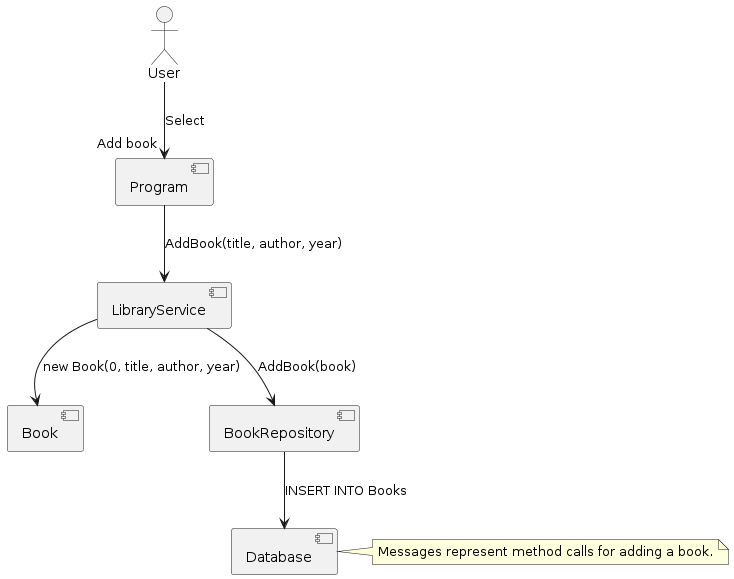 User
Select
Add book
Program
AddBook(title, author, year)
LibraryService
new Book(0, title, author, year)
AddBook(book)
Book
BookRepository
INSERT INTO Books
Database
Messages represent method calls for adding a book.